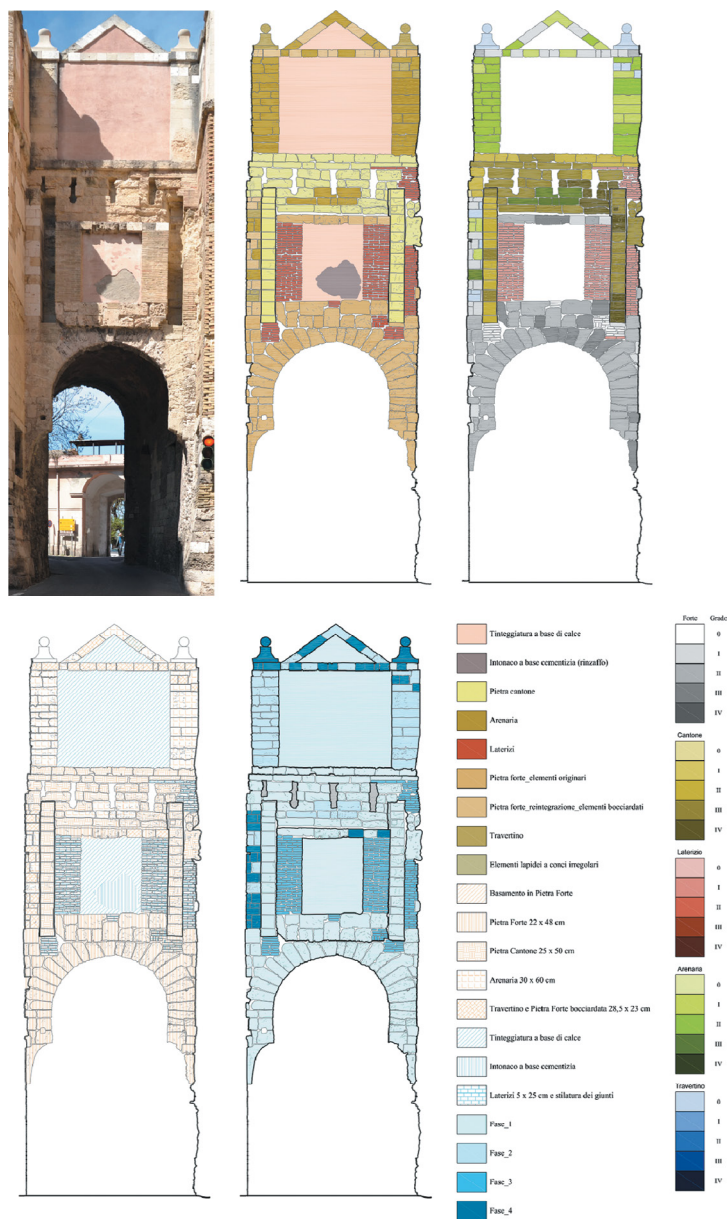 Tinteggiatura a base di calce
Intonaco a base cementizia (rinzaffo)
Pietra cantone
Arenaria
Laterizi
Pietra forte_elementi originari
Pietra forte_reintegrazione_elementi bocciardati
Travertino
Elementi lapidei a conci irregolari
Basamento in Pietra Forte
Pietra Forte 22 x 48 cm
Pietra Cantone 25 x 50 cm
Arenaria 30 x 60 cm
Travertino e Pietra Forte bocciardata 28,5 x 23 cm
Tinteggiatura a base di calce
Intonaco a base cementizia
Laterizi 5 x 25 cm e stilatura dei giunti
Fase_1
Fase_2
Fase_3
Fase_4
Forte Grado
0
I
II
III
IV
Cantone
0
I
II
III
IV
Laterizio
0
I
II
III
IV
Arenaria
0
I
II
III
IV
Travertino
0
I
II
III
IV